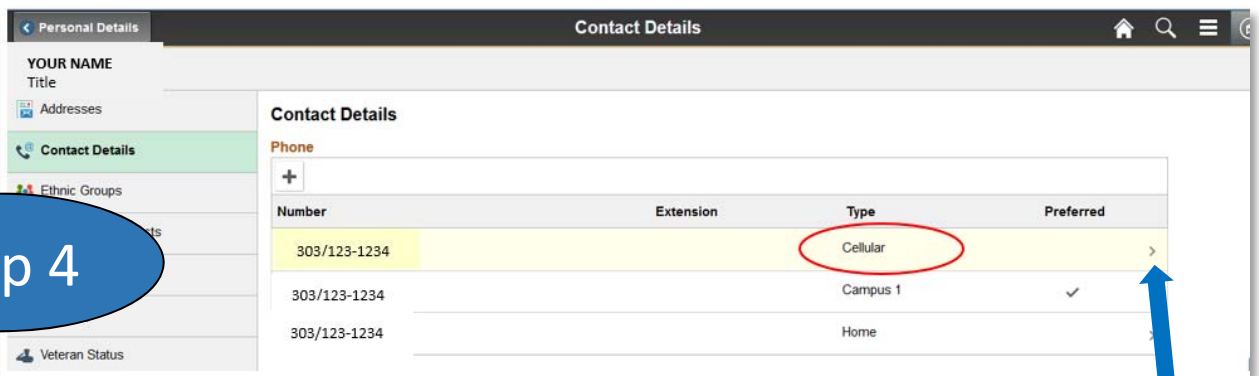 Personal Details
Contact Details
YOUR NAME
Title
Addresses
Contact Details
Ethnic Groups
Veteran Status
p 4
Contact Details
Phone
+
Number Extension Type Preferred
303/123-1234 Cellular
303/123-1234 Campus 1
303/123-1234 Home